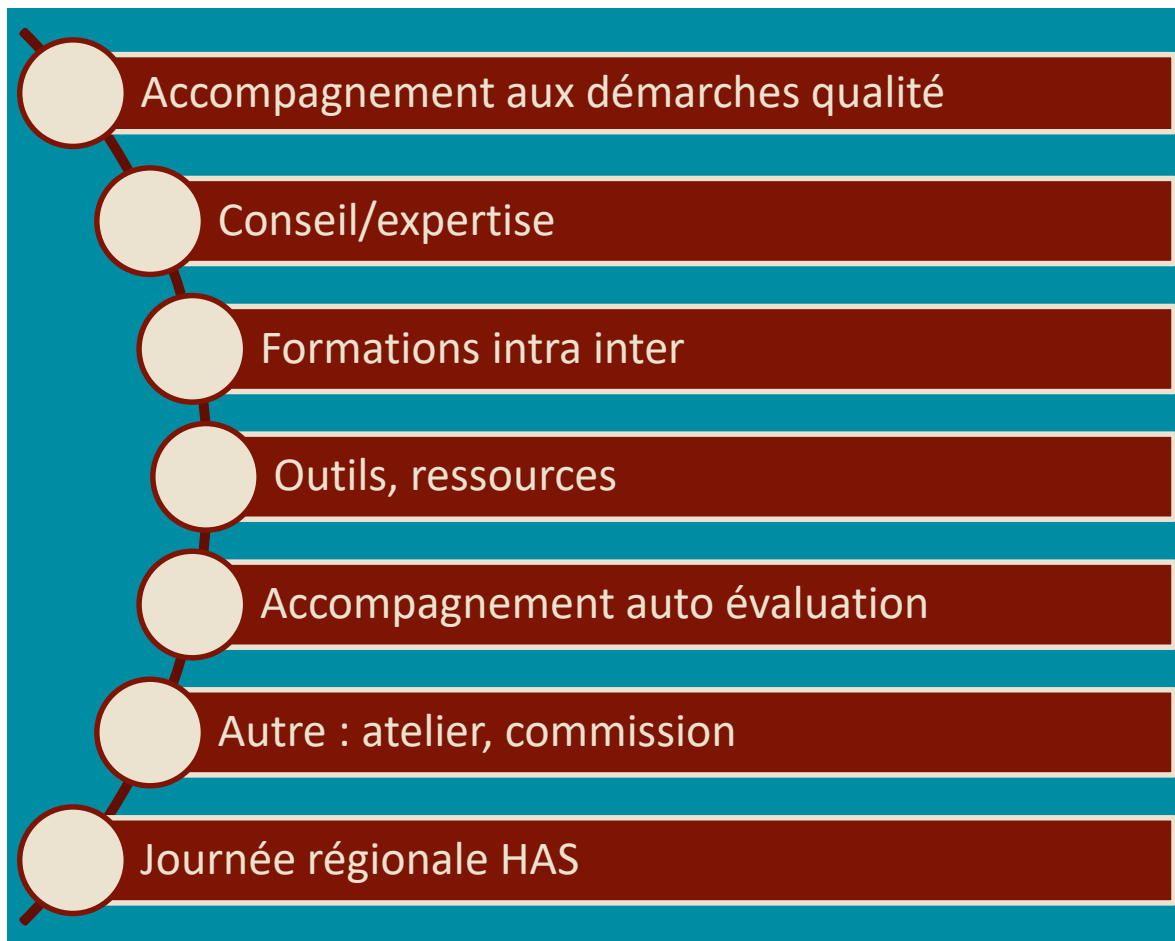 Accompagnement aux démarches qualité
Conseil/expertise
Formations intra inter
Outils, ressources
Accompagnement auto évaluation
Autre : atelier, commission
Journée régionale HAS